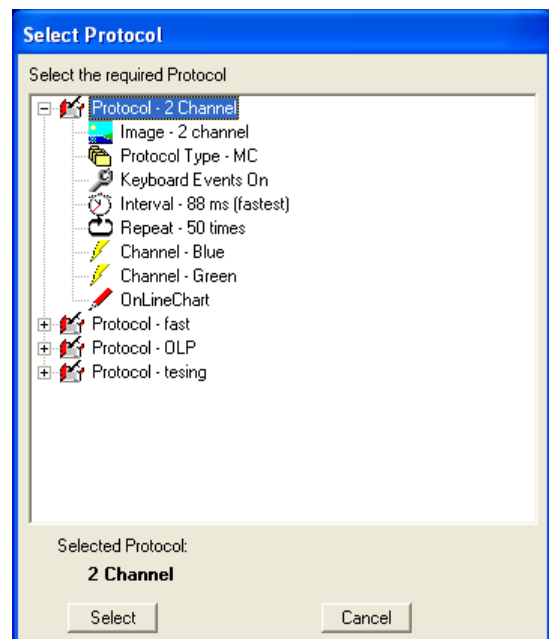 Select Protocol
Select the required Protocol
Protocol - 2 Channel
Image - 2 channel
Protocol Type - MC
Keyboard Events On
Interval - 88 ms (fastest)
Repeat - 50 times
Channel - Blue
Channel - Green
OnLineChart
Protocol - fast
Protocol - OLP
Protocol - tesing
Selected Protocol:
2 Channel
Select Cancel